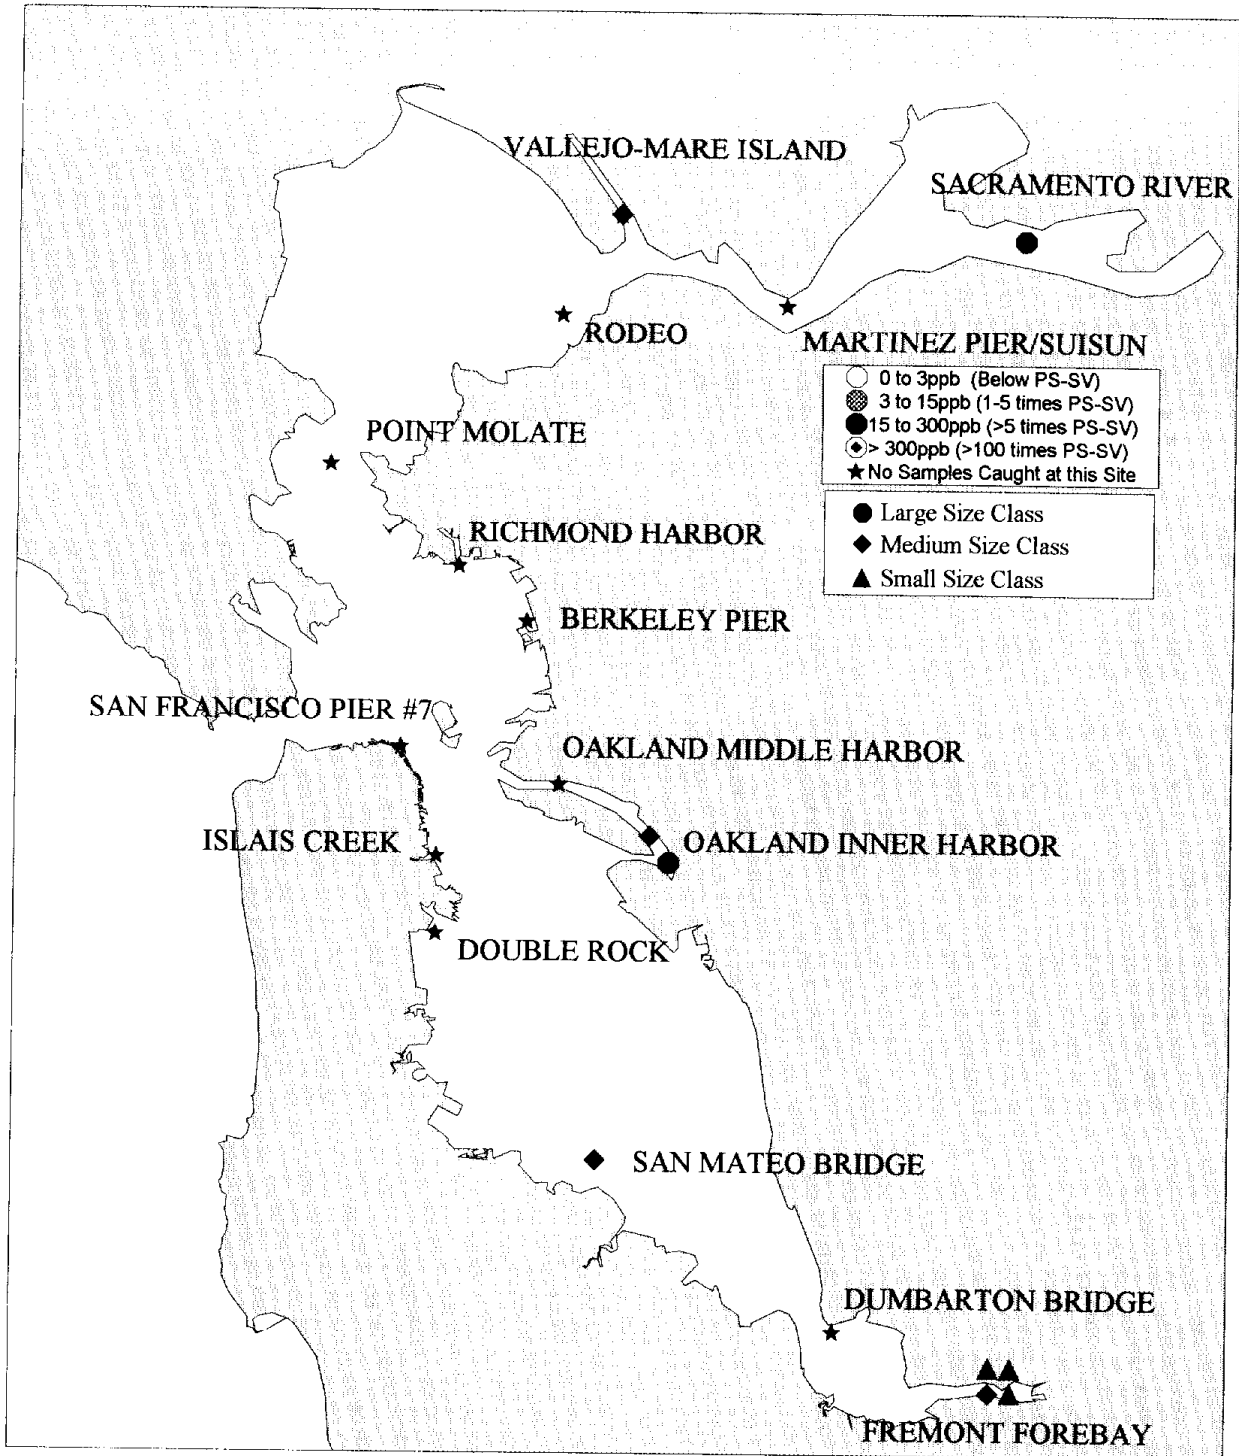 VALLEJO-MARE ISLAND
SACRAMENTO RIVER
RODEO
MARTINEZ PIER/SUISUN
0 to 3ppb (Below PS-SV)
3 to 15ppb (1-5 times PS-SV)
15 to 300ppb (>5 times PS-SV)
> 300ppb (>100 times PS-SV)
No Samples Caught at this Site
Large Size Class
Medium Size Class
Small Size Class
POINT MOLATE
RICHMOND HARBOR
BERKELEY PIER
SAN FRANCISCO PIER #7
OAKLAND MIDDLE HARBOR
ISLAIS CREEK
OAKLAND INNER HARBOR
DOUBLE ROCK
SAN MATEO BRIDGE
DUMBARTON BRIDGE
FREMONT FOREBAY